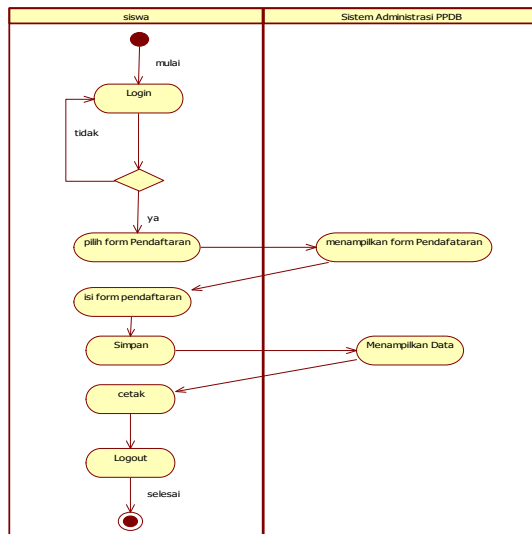 siswa
Sistem Administrasi PPDB
mulai
Login
tidak
ya
pilih form Pendaftaran
menampilkan form Pendafataran
isi form pendaftaran
Simpan
Menampilkan Data
cetak
Logout
selesai